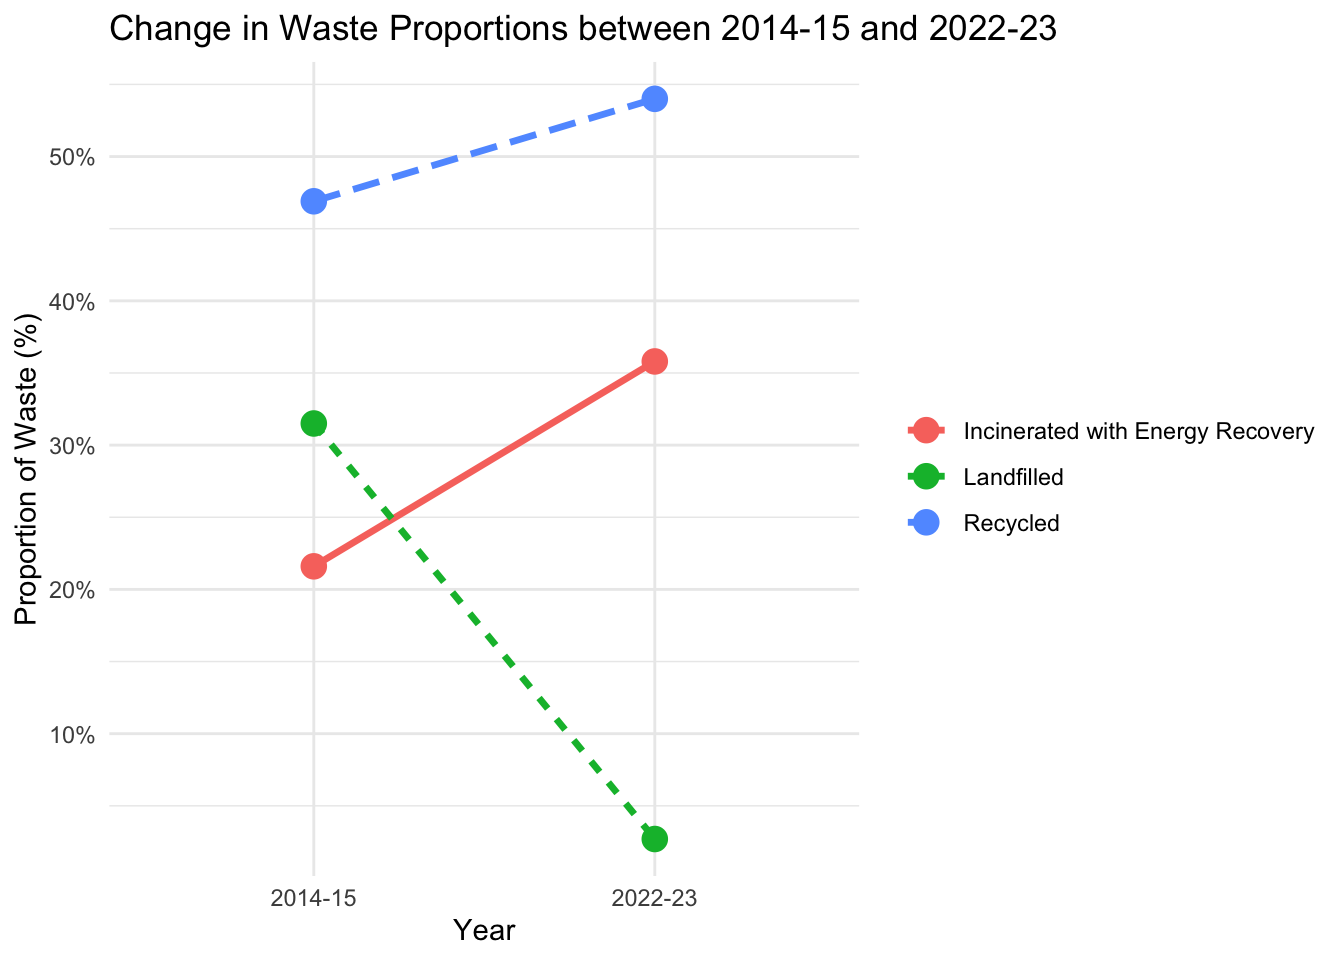 Change in Waste Proportions between 2014-15 and 2022-23
Proportion of Waste (%)
50%
40%
30%
20%
10%
2014-15 2022-23
Year
Incinerated with Energy Recovery
Landfilled
Recycled